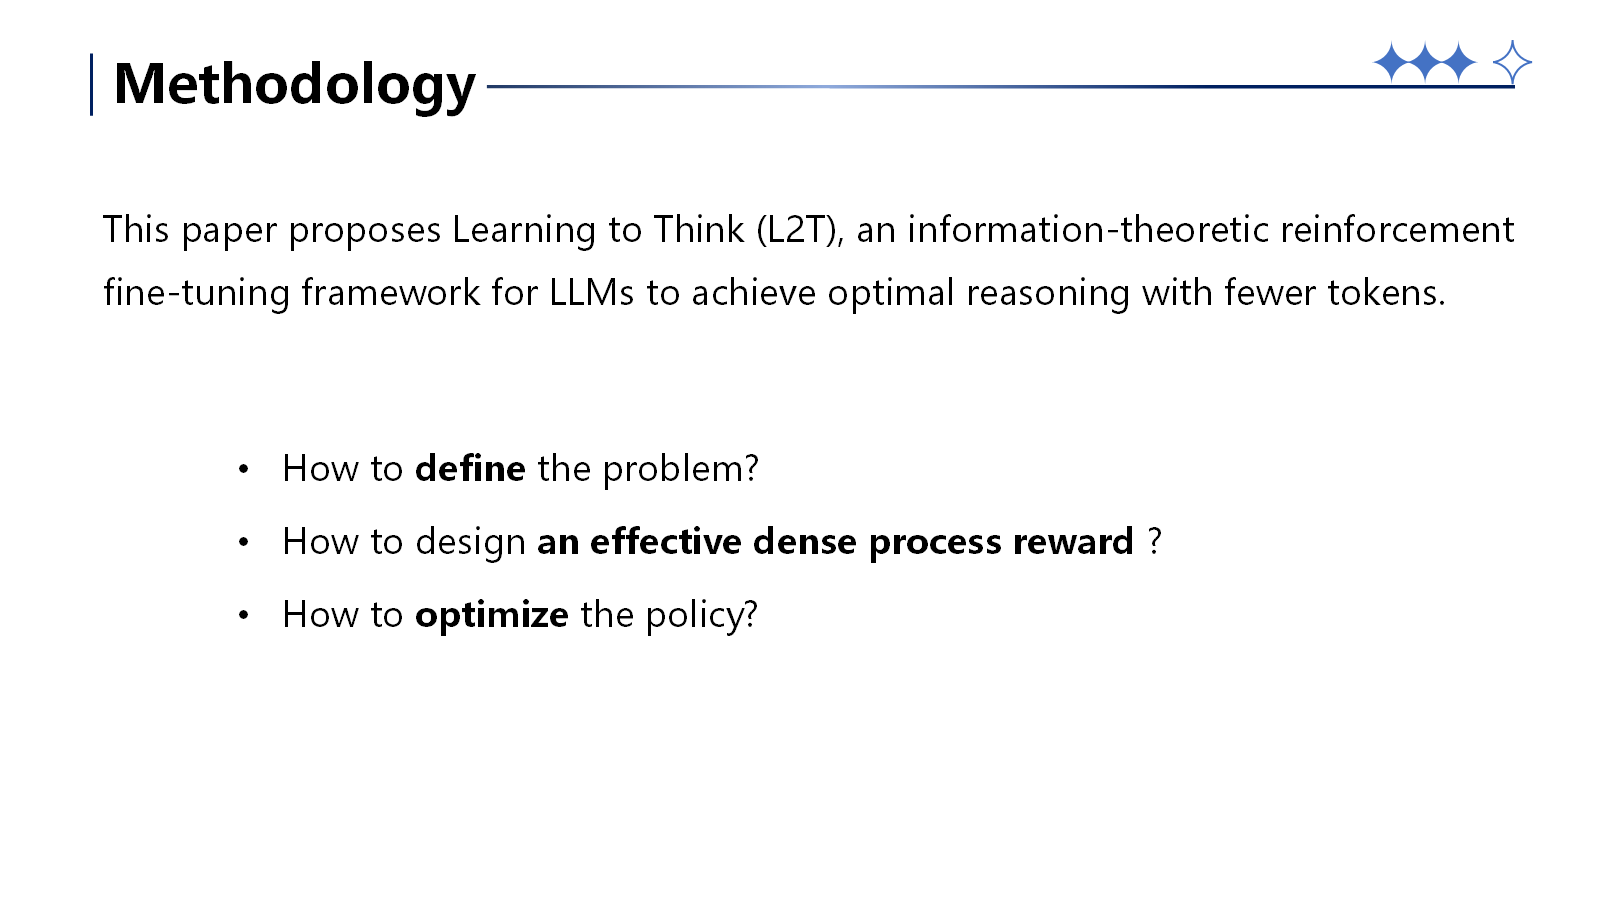 Methodology
This paper proposes Learning to Think (L2T), an information-theoretic reinforcement
fine-tuning framework for LLMs to achieve optimal reasoning with fewer tokens.
• How to define the problem?
• How to design an effective dense process reward ?
• How to optimize the policy?